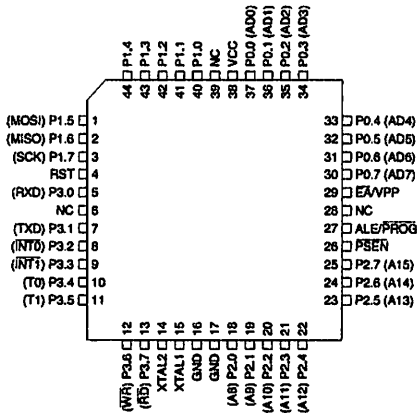 44 P1.4
43 P1.3
42 P1.2
41 P1.1
40 P1.0
39 NC
38 VCC
37 P0.0 (AD0)
36 P0.1 (AD1)
35 P0.2 (AD2)
34 P0.3 (AD3)
(MOSI) P1.5 1
(MISO) P1.6 2
(SCK) P1.7 3
RST 4
(RXD) P3.0 5
NC 6
(TXD) P3.1 7
(INT0) P3.2 8
(INT1) P3.3 9
(T0) P3.4 10
(T1) P3.5 11
33 P0.4 (AD4)
32 P0.5 (AD5)
31 P0.6 (AD6)
30 P0.7 (AD7)
29 EA/VPP
28 NC
27 ALE/PROG
26 PSEN
25 P2.7 (A15)
24 P2.6 (A14)
23 P2.5 (A13)
(WR) P3.6 12
(RD) P3.7 13
XTAL2 14
XTAL1 15
GND 16
GND 17
(A8) P2.0 18
(A9) P2.1 19
(A10) P2.2 20
(A11) P2.3 21
(A12) P2.4 22